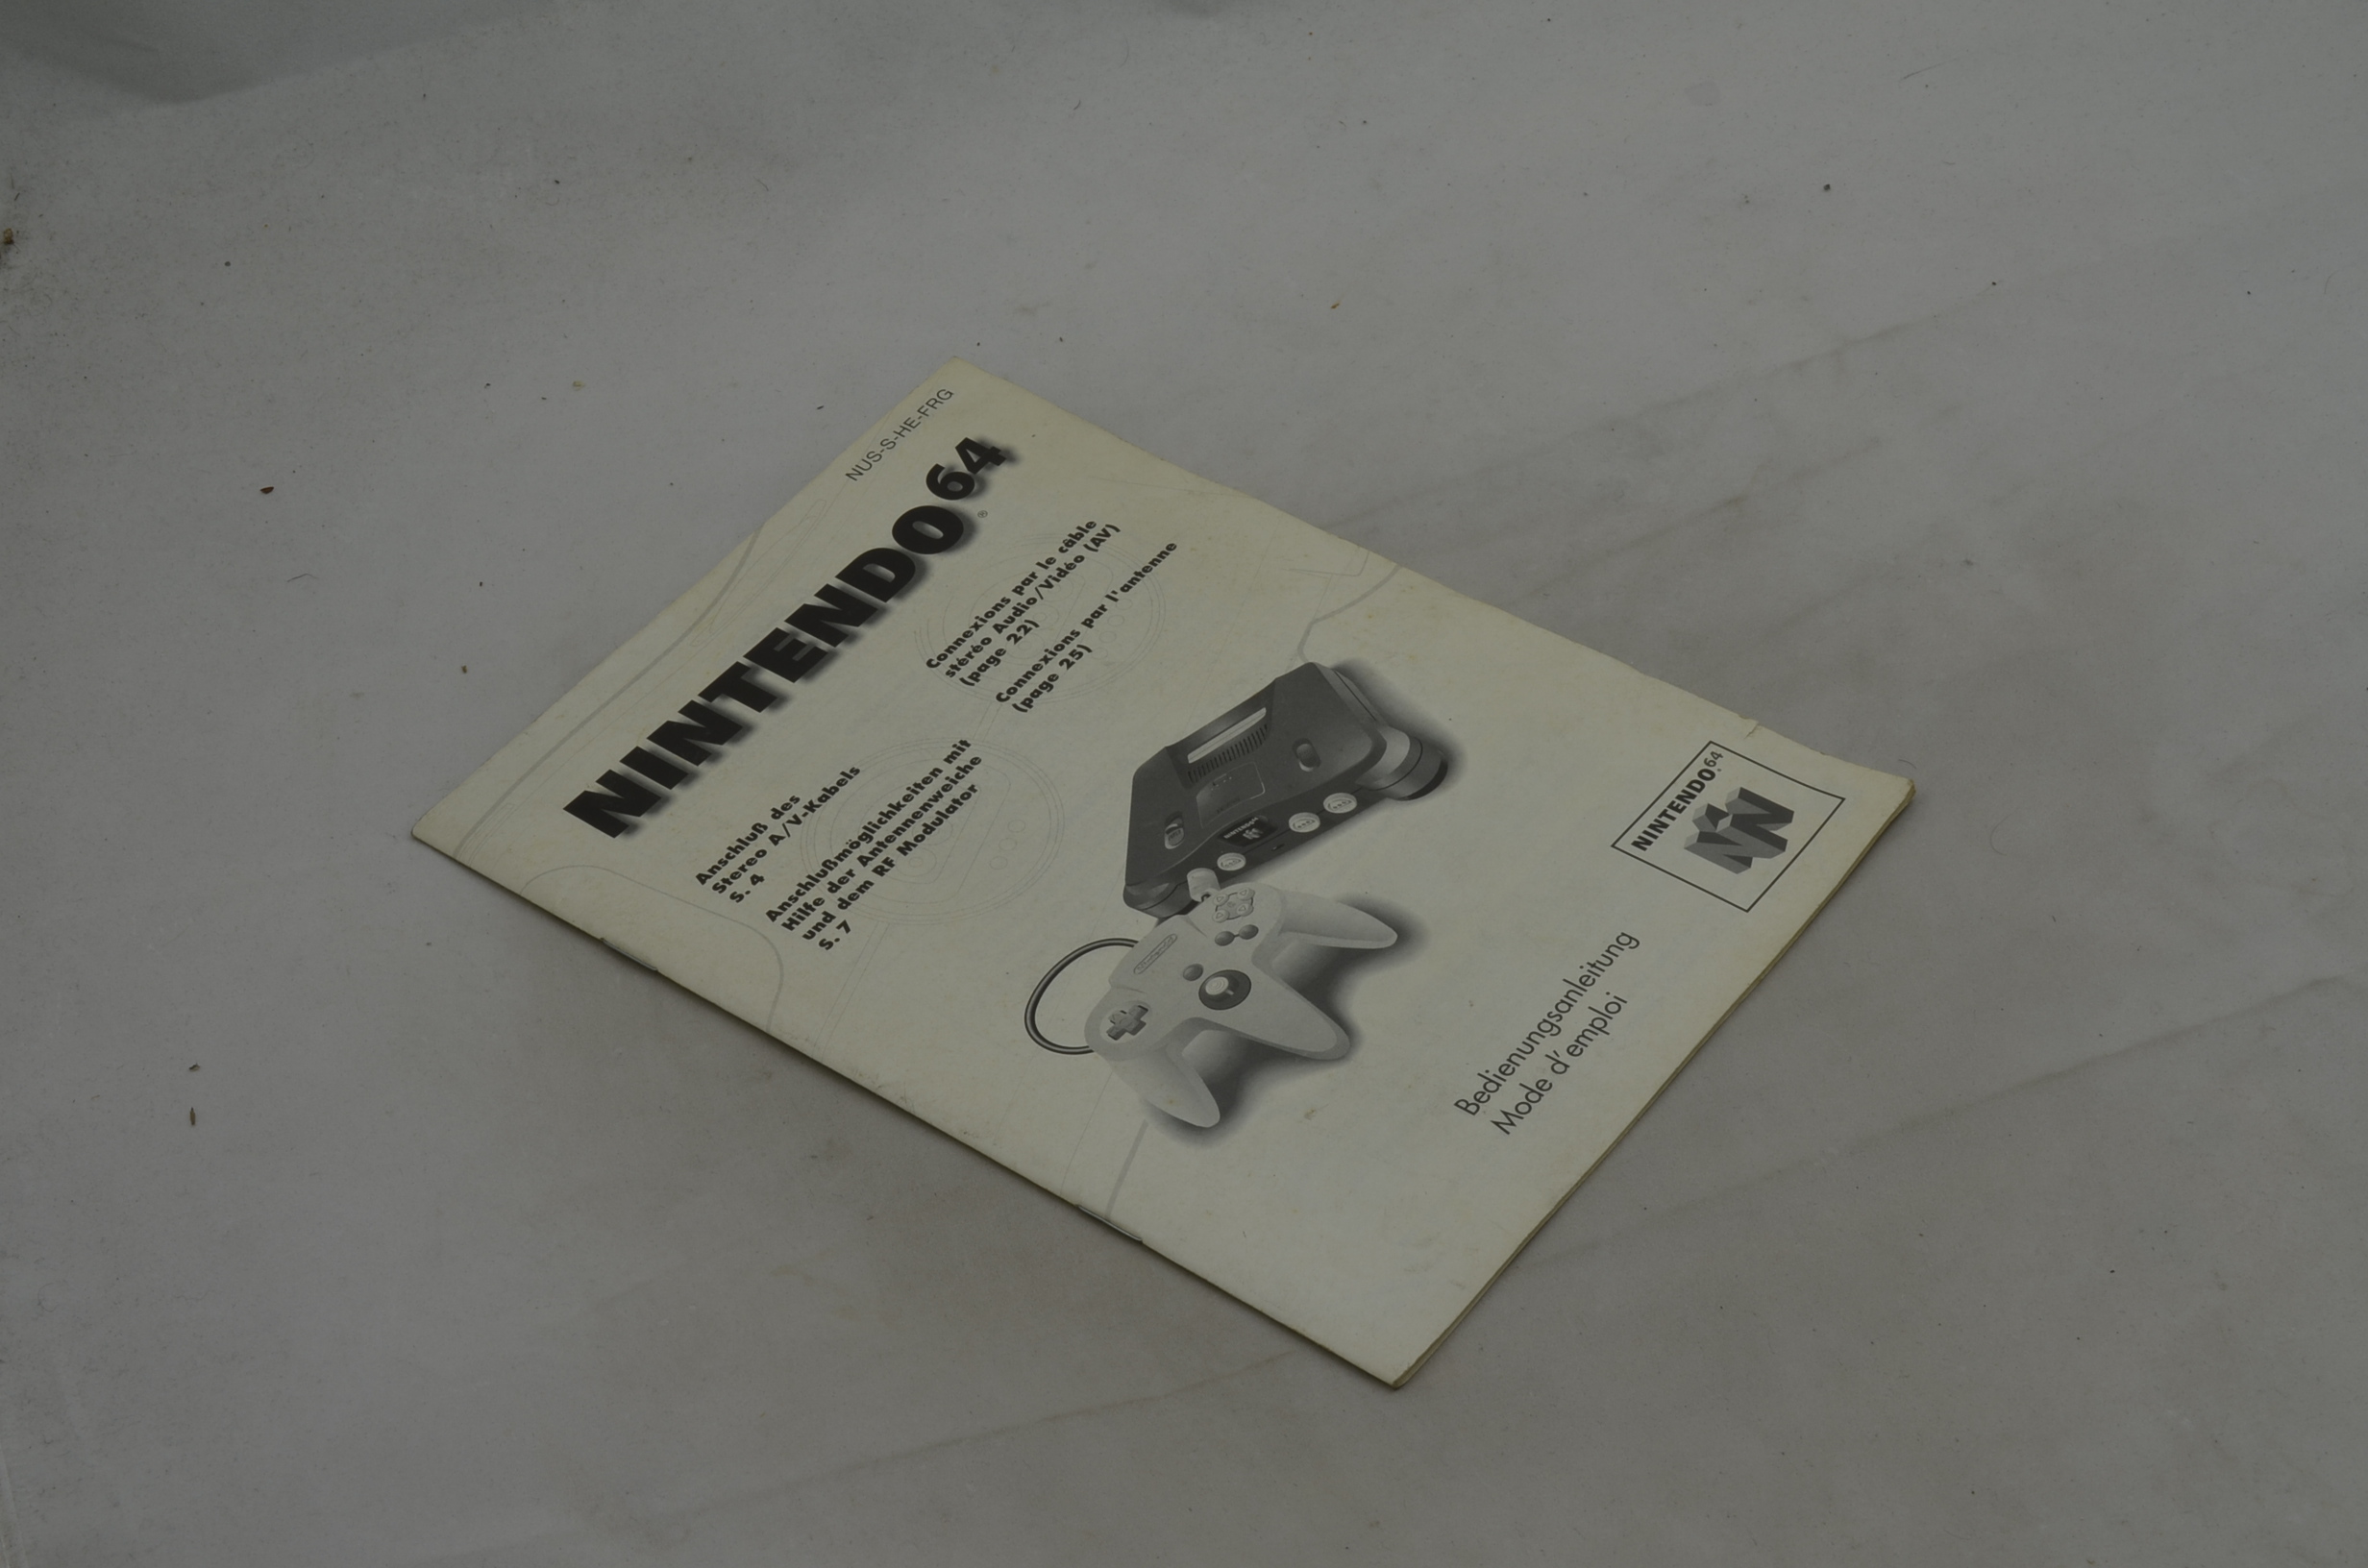 NUS-S-HE-FRG
NINTENDO64
®
Anschluß des
Stereo A/V-Kabels
S. 4
Anschlußmöglichkeiten mit
Hilfe der Antennenweiche
und dem RF Modulator
S. 7
Connexions par le câble
stéréo Audio/Vidéo (AV)
(page 22)
Connexions par l'antenne
(page 25)
NINTENDO64
Bedienungsanleitung
Mode d'emploi